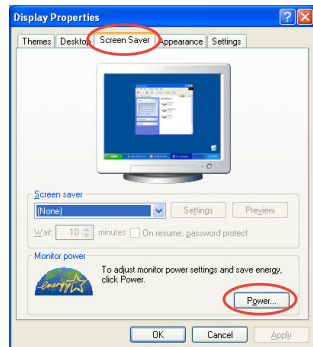 Display Properties
Themes Desktop Screen Saver Appearance Settings
Screen saver
(None) Settings Preview
Wait: 10 minutes On resume, password protect
Monitor power
To adjust monitor power settings and save energy,
click Power.
energy
Power...
OK Cancel Apply